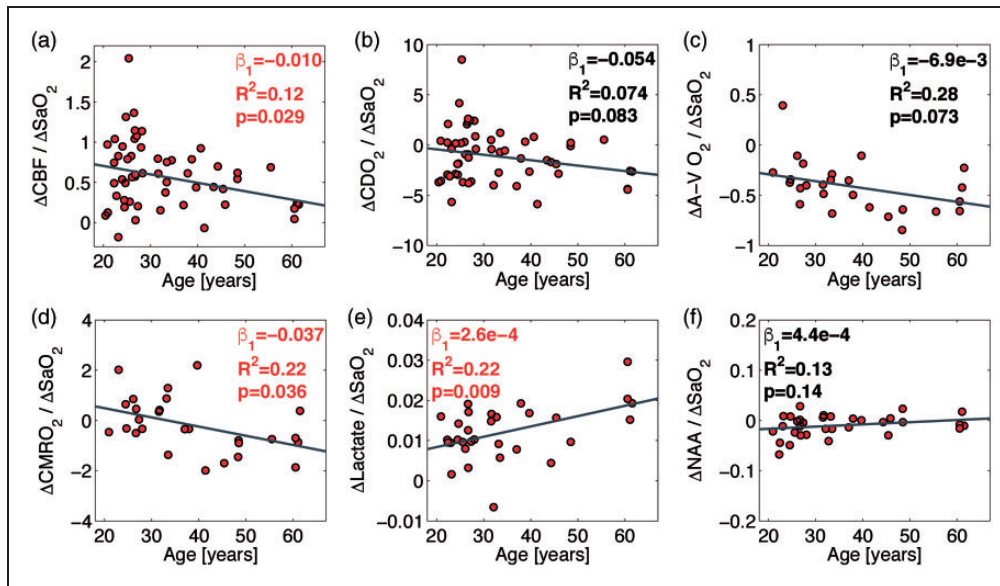 (a)
β₁=−0.010
R²=0.12
p=0.029
ΔCBF / ΔSaO₂
2
1.5
1
0.5
0
20 30 40 50 60
Age [years]
(b)
β₁=−0.054
R²=0.074
p=0.083
ΔCDO₂ / ΔSaO₂
10
5
0
−5
−10
20 30 40 50 60
Age [years]
(c)
β₁=−6.9e−3
R²=0.28
p=0.073
ΔA−V O₂ / ΔSaO₂
1
0.5
0
−0.5
−1
20 30 40 50 60
Age [years]
(d)
β₁=−0.037
R²=0.22
p=0.036
ΔCMRO₂ / ΔSaO₂
4
2
0
−2
−4
20 30 40 50 60
Age [years]
(e)
β₁=2.6e−4
R²=0.22
p=0.009
ΔLactate / ΔSaO₂
0.04
0.03
0.02
0.01
0
−0.01
20 30 40 50 60
Age [years]
(f)
β₁=4.4e−4
R²=0.13
p=0.14
ΔNAA / ΔSaO₂
0.2
0.1
0
−0.1
−0.2
20 30 40 50 60
Age [years]